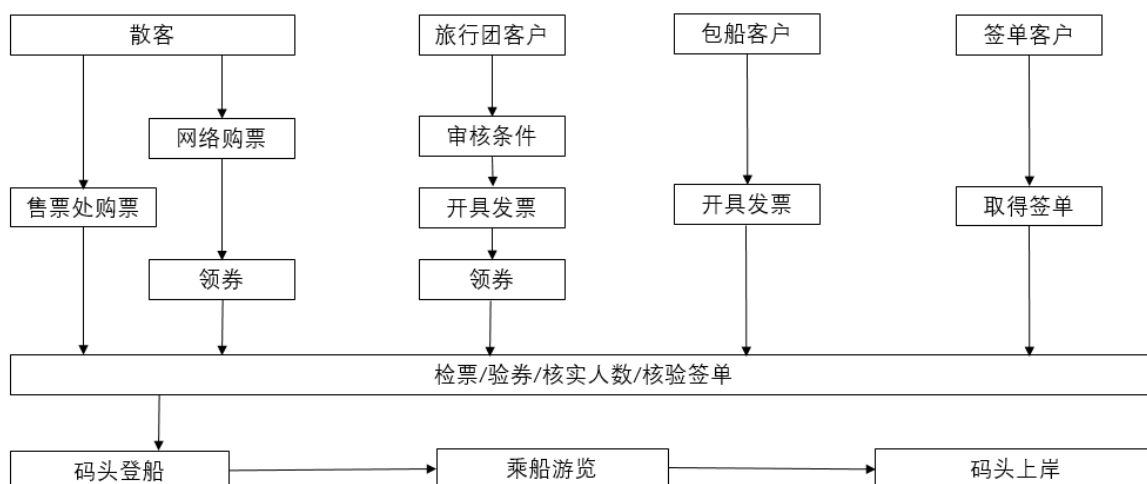 散客
旅行团客户
包船客户
签单客户
网络购票
审核条件
售票处购票
开具发票
开具发票
取得签单
领券
领券
检票/验券/核实人数/核验签单
码头登船
乘船游览
码头上岸